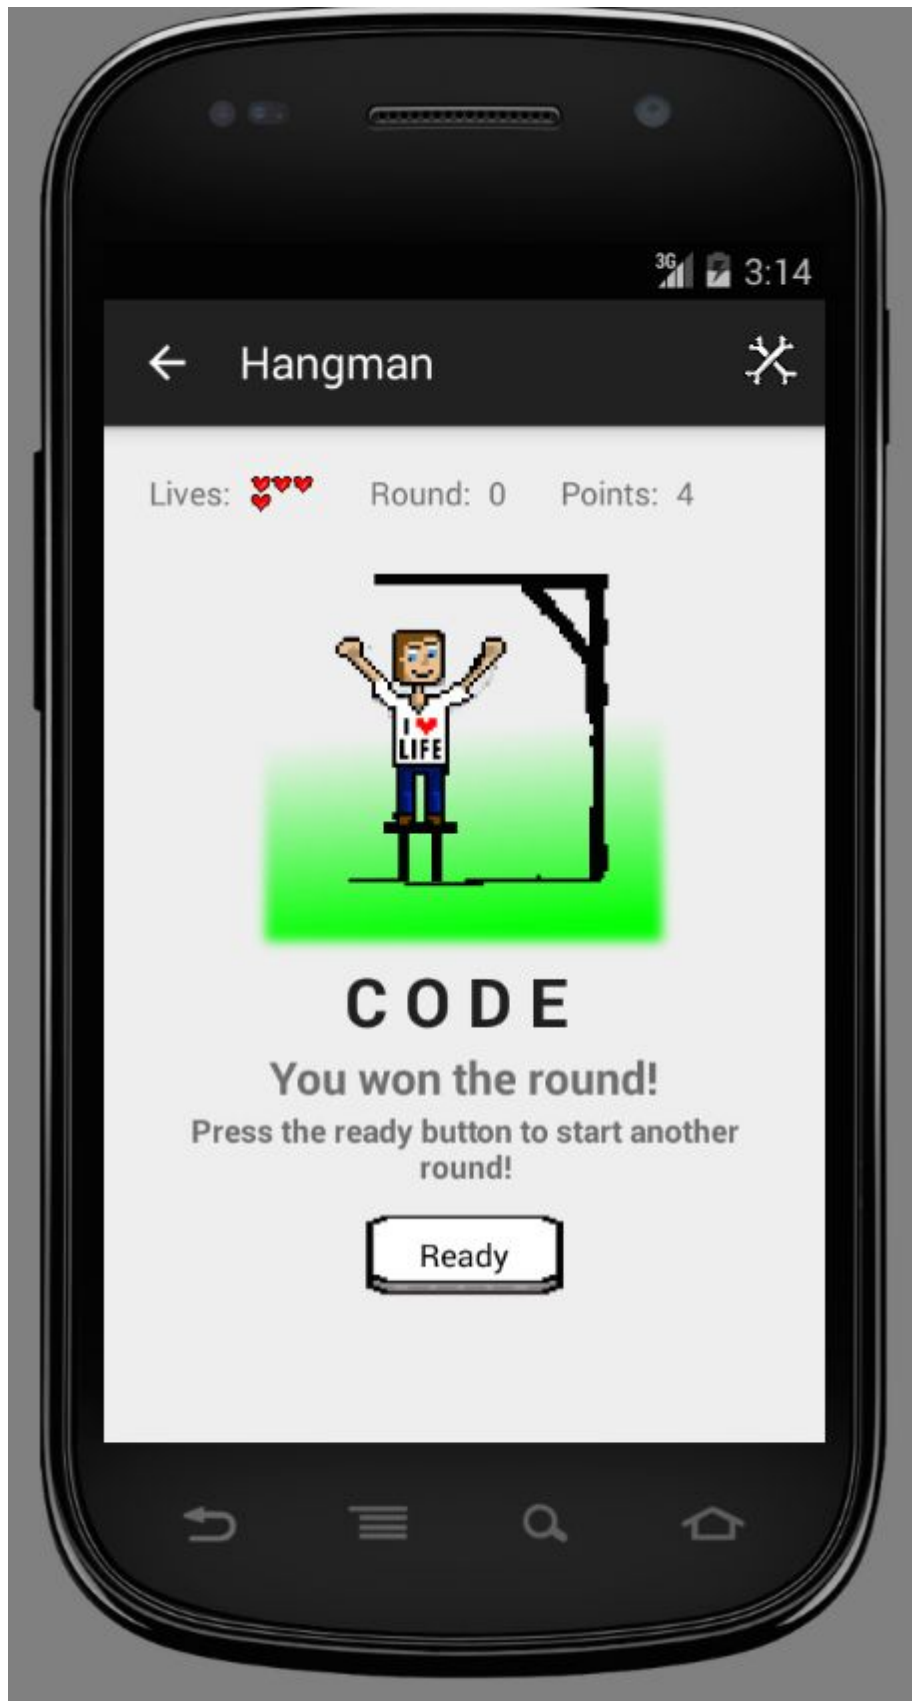 3G 3:14
Hangman
Lives: Round: 0 Points: 4
I
LIFE
CODE
You won the round!
Press the ready button to start another
round!
Ready